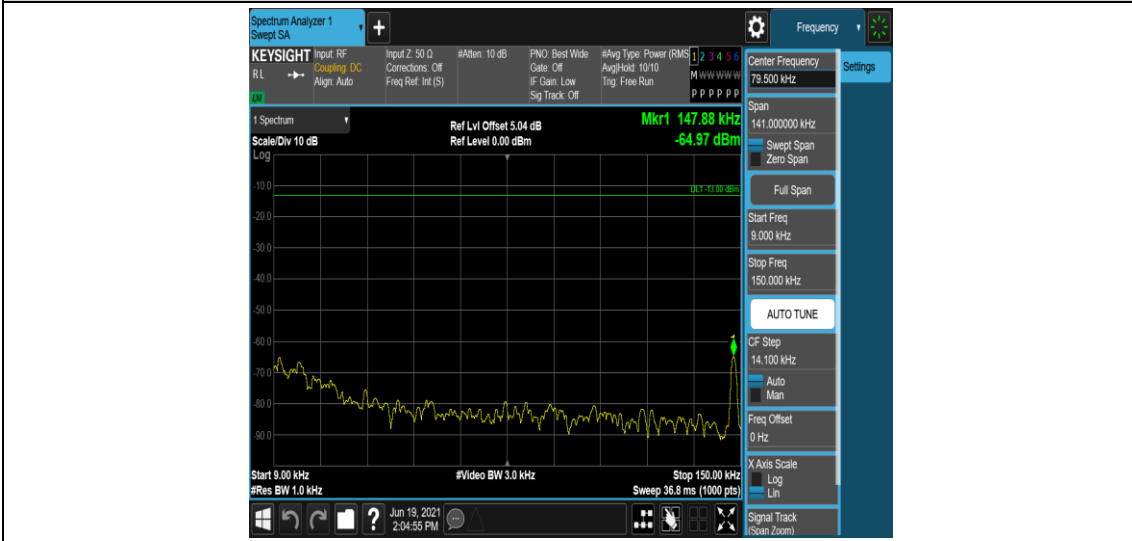 Spectrum Analyzer 1
Swept SA
+
Frequency
KEYSIGHT
RL
Input: RF
Coupling: DC
Align: Auto
Input Z: 50 Ω
Corrections: Off
Freq Ref: Int (S)
#Atten: 10 dB
PNO: Best Wide
Gate: Off
IF Gain: Low
Sig Track: Off
#Avg Type: Power (RMS
Avg|Hold: 10/10
Trig: Free Run
1 2 3 4 5 6
M W W W W W
P P P P P P
1 Spectrum
Scale/Div 10 dB
Log
Ref Lvl Offset 5.04 dB
Ref Level 0.00 dBm
Mkr1 147.88 kHz
-64.97 dBm
DL1 -13.00 dBm
-10.0
-20.0
-30.0
-40.0
-50.0
-60.0
-70.0
-80.0
-90.0
1
Start 9.00 kHz
#Res BW 1.0 kHz
#Video BW 3.0 kHz
Stop 150.00 kHz
Sweep 36.8 ms (1000 pts)
Jun 19, 2021
2:04:55 PM
?
Center Frequency
79.500 kHz
Settings
Span
141.000000 kHz
Swept Span
Zero Span
Full Span
Start Freq
9.000 kHz
Stop Freq
150.000 kHz
AUTO TUNE
CF Step
14.100 kHz
Auto
Man
Freq Offset
0 Hz
X Axis Scale
Log
Lin
Signal Track
(Span Zoom)